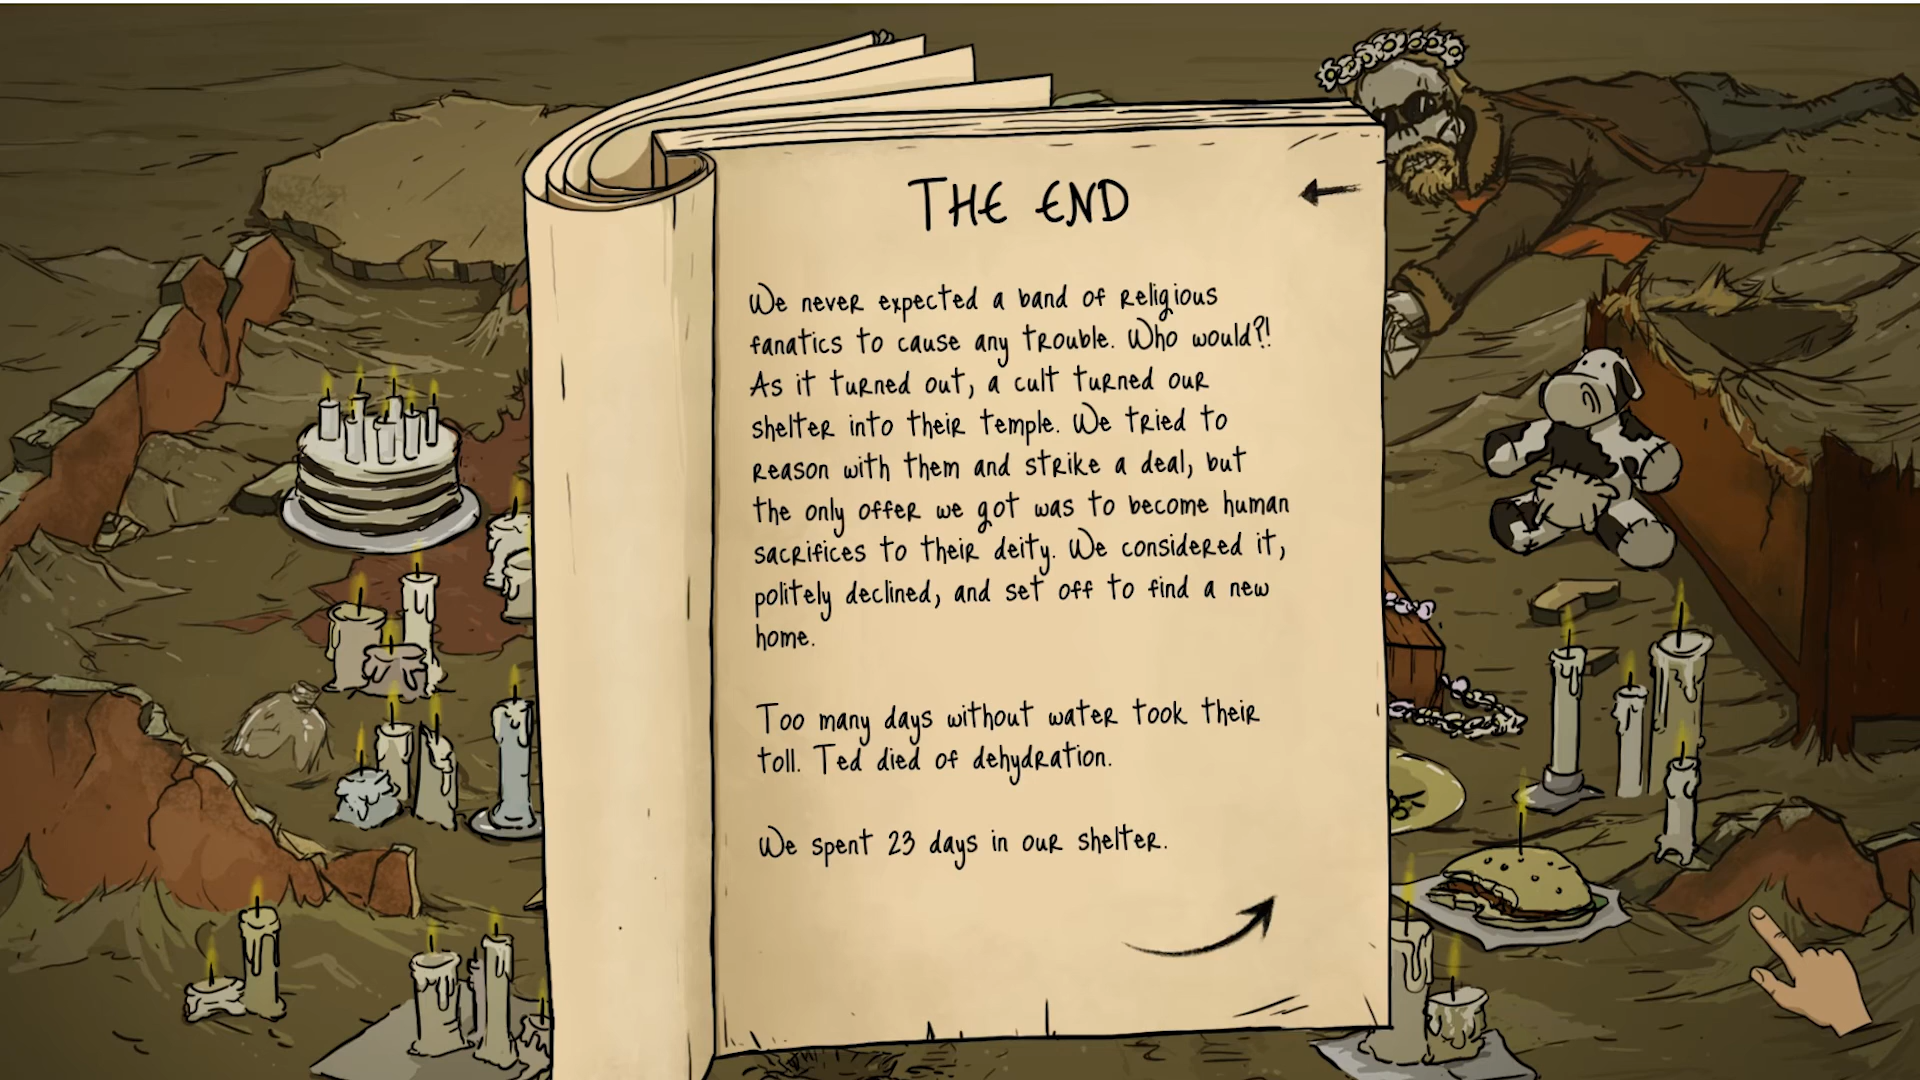 THE END
We never expected a band of religious
fanatics to cause any trouble. Who would?!
As it turned out, a cult turned our
shelter into their temple. We tried to
reason with them and strike a deal, but
the only offer we got was to become human
sacrifices to their deity. We considered it,
politely declined, and set off to find a new
home.
Too many days without water took their
toll. Ted died of dehydration.
We spent 23 days in our shelter.